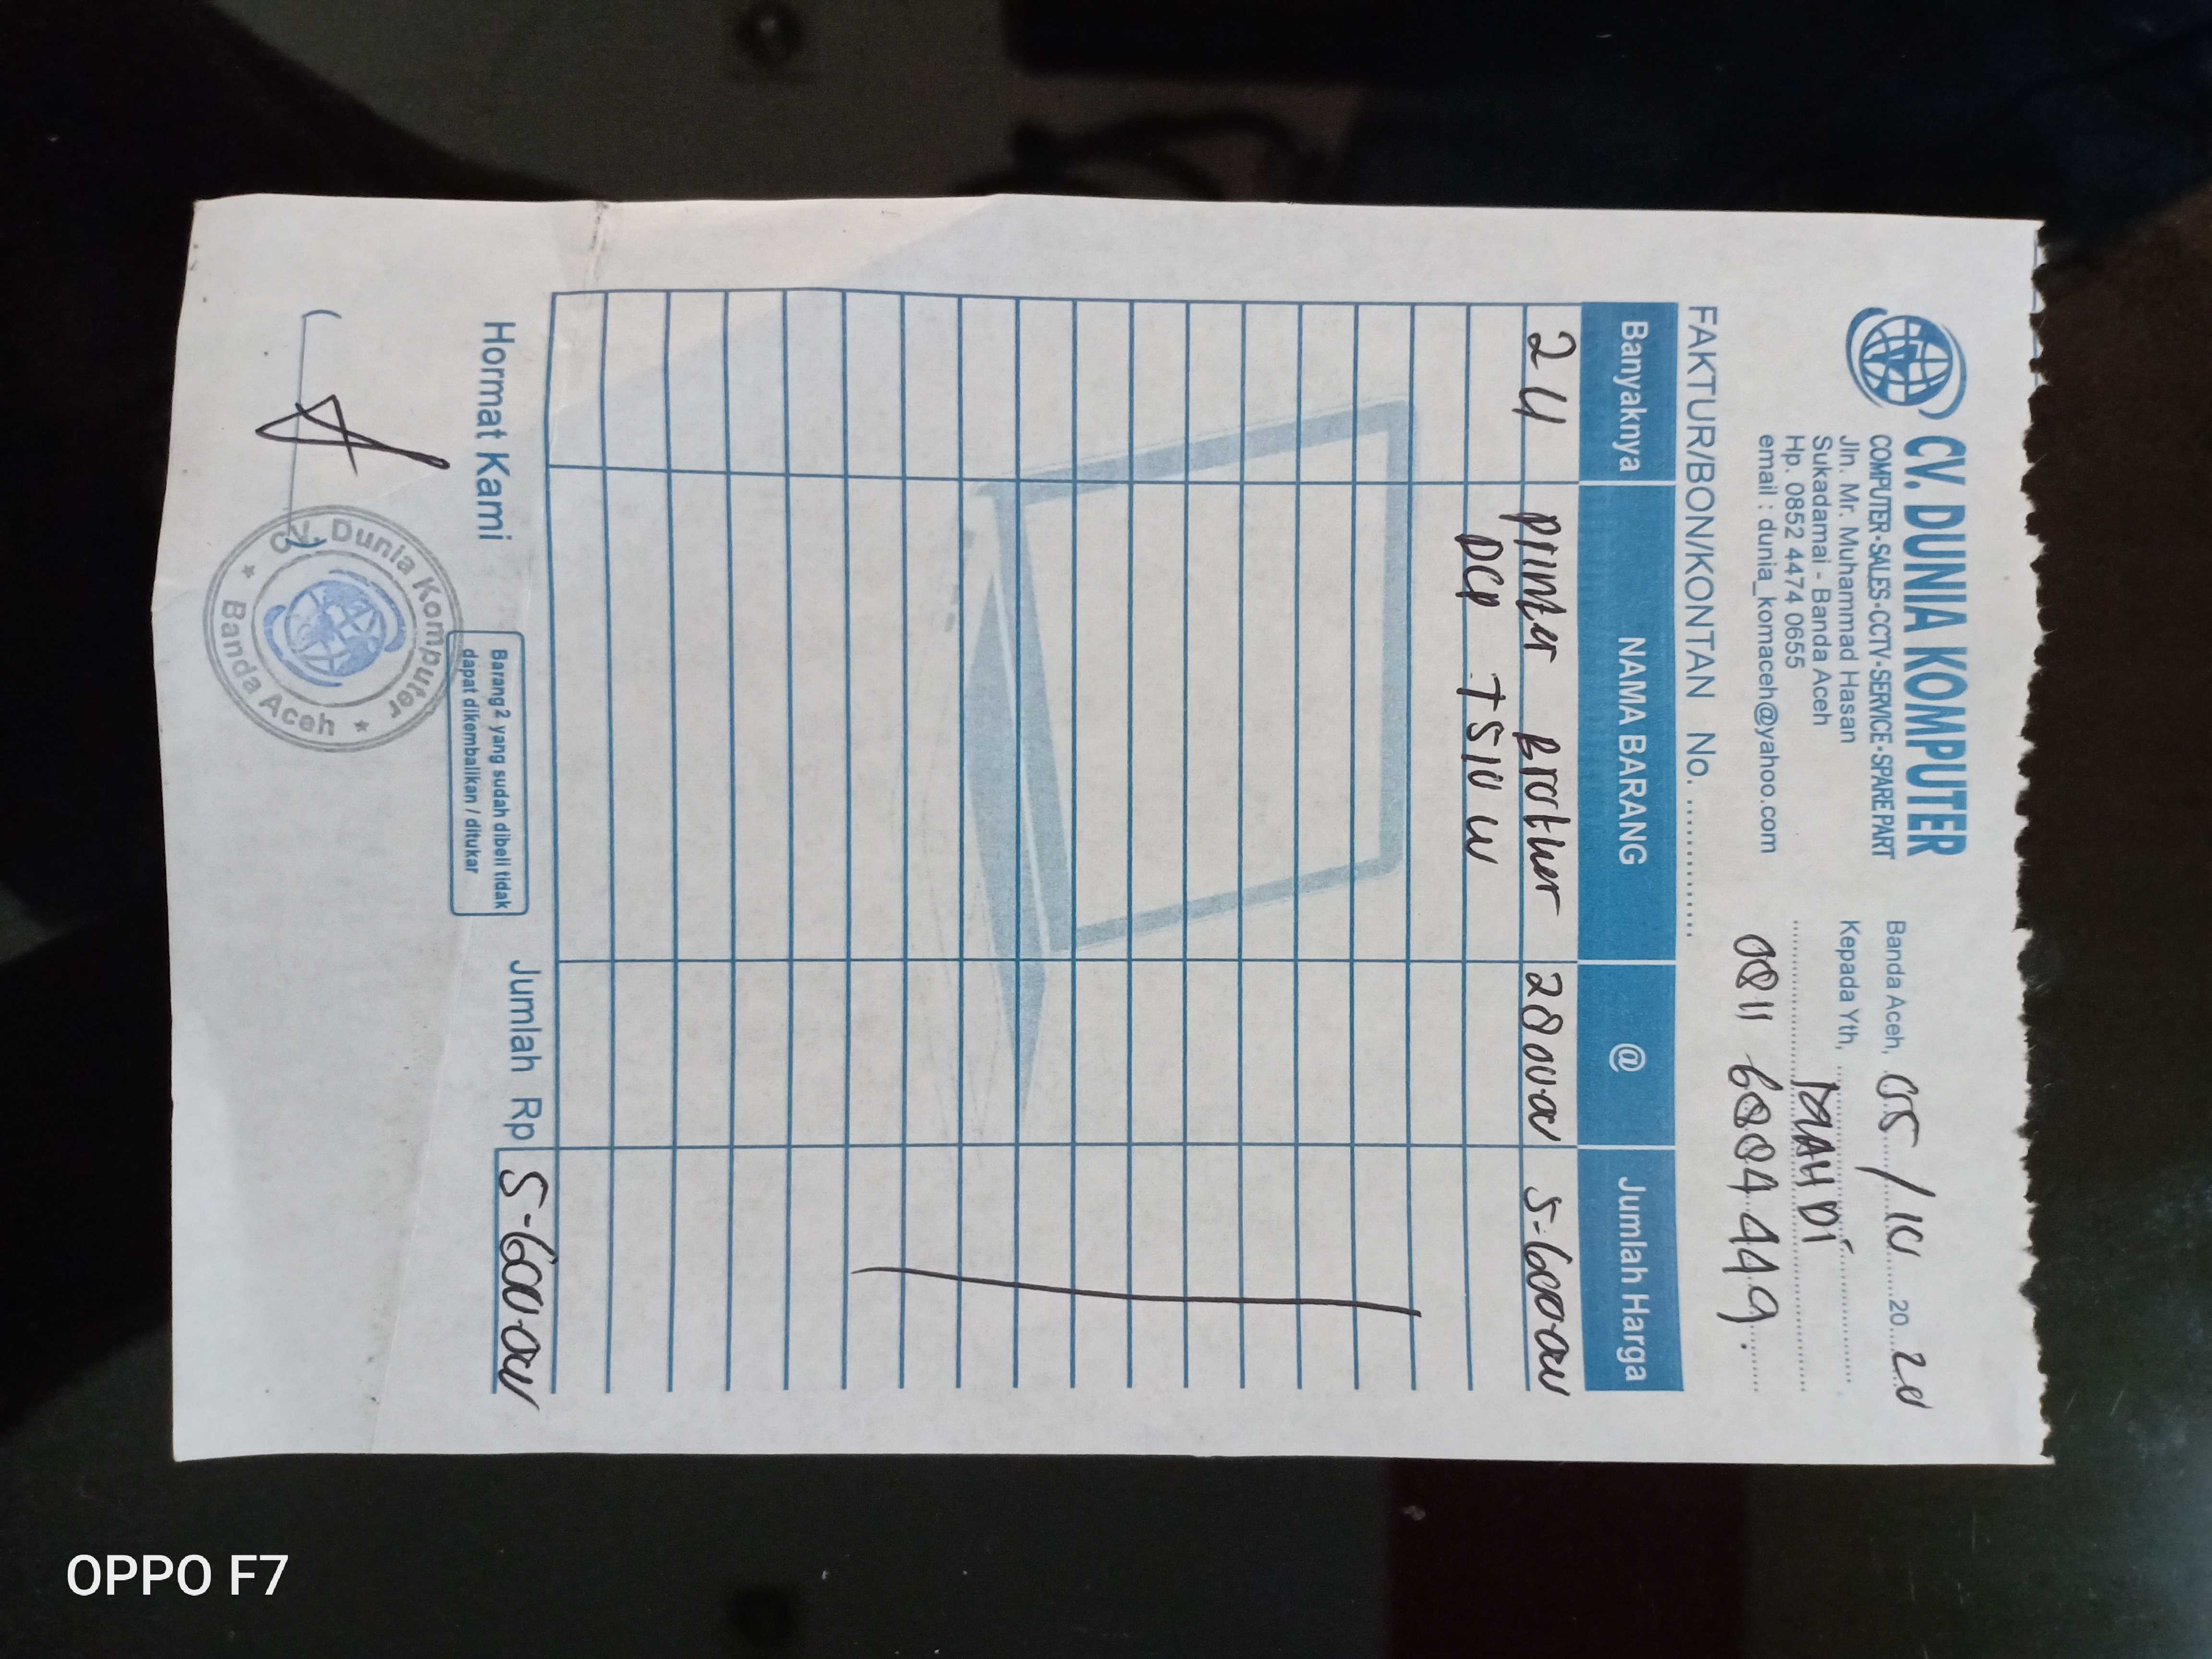 CV. DUNIA KOMPUTER
COMPUTER-SALES-CCTV-SERVICE-SPAREPART
Jln. Mr. Muhammad Hasan
Sukadamai - Banda Aceh
Hp. 0852 4474 0655
email : dunia_komaceh@yahoo.com
Banda Aceh, 05/10 20 20
Kepada Yth,
MAHDI
0811 6804 449.
FAKTUR/BON/KONTAN No. ................
Banyaknya NAMA BARANG @ Jumlah Harga
2 U Printer Brother 2800.000 5.600.000
DCP T510 W
Jumlah Rp 5.600.000
Hormat Kami
Barang2 yang sudah dibeli tidak
dapat dikembalikan / ditukar
CV. Dunia Komputer
* Banda Aceh *
OPPO F7